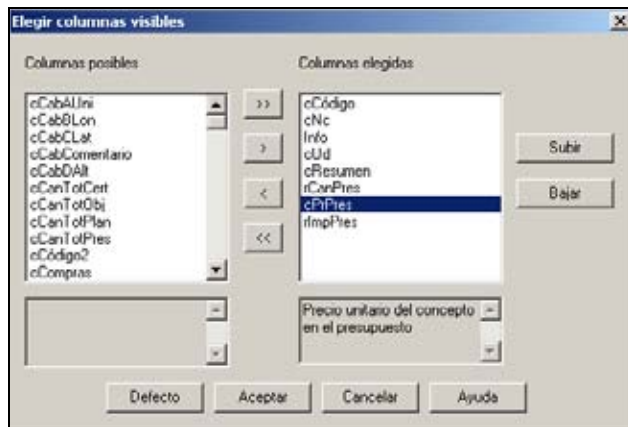 Elegir columnas visibles
Columnas posibles
cCabAUni
cCabBLon
cCabCLat
cCabComentario
cCabDAlt
cCanTotCert
cCanTotObj
cCanTotPlan
cCanTotPres
cCódigo2
cCompras
>>
>
<
<<
Columnas elegidas
cCódigo
cNc
Info
cUd
cResumen
rCanPres
cPrPres
rImpPres
Subir
Bajar
Precio unitario del concepto
en el presupuesto
Defecto
Aceptar
Cancelar
Ayuda